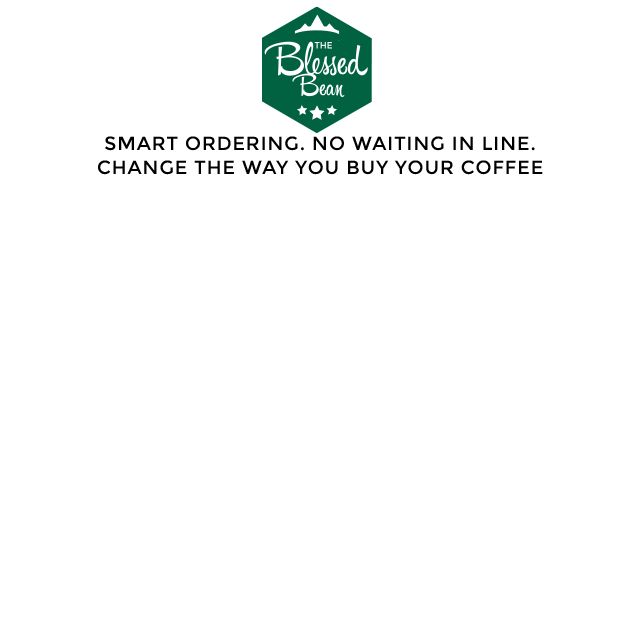 THE
Blessed
Bean
SMART ORDERING. NO WAITING IN LINE.
CHANGE THE WAY YOU BUY YOUR COFFEE